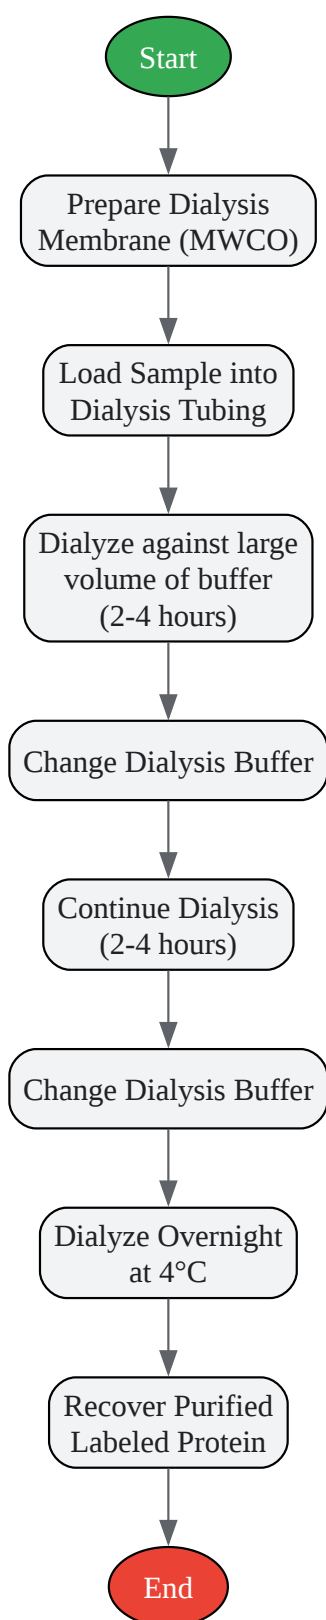 Start
Prepare Dialysis
Membrane (MWCO)
Load Sample into
Dialysis Tubing
Dialyze against large
volume of buffer
(2-4 hours)
Change Dialysis Buffer
Continue Dialysis
(2-4 hours)
Change Dialysis Buffer
Dialyze Overnight
at 4°C
Recover Purified
Labeled Protein
End